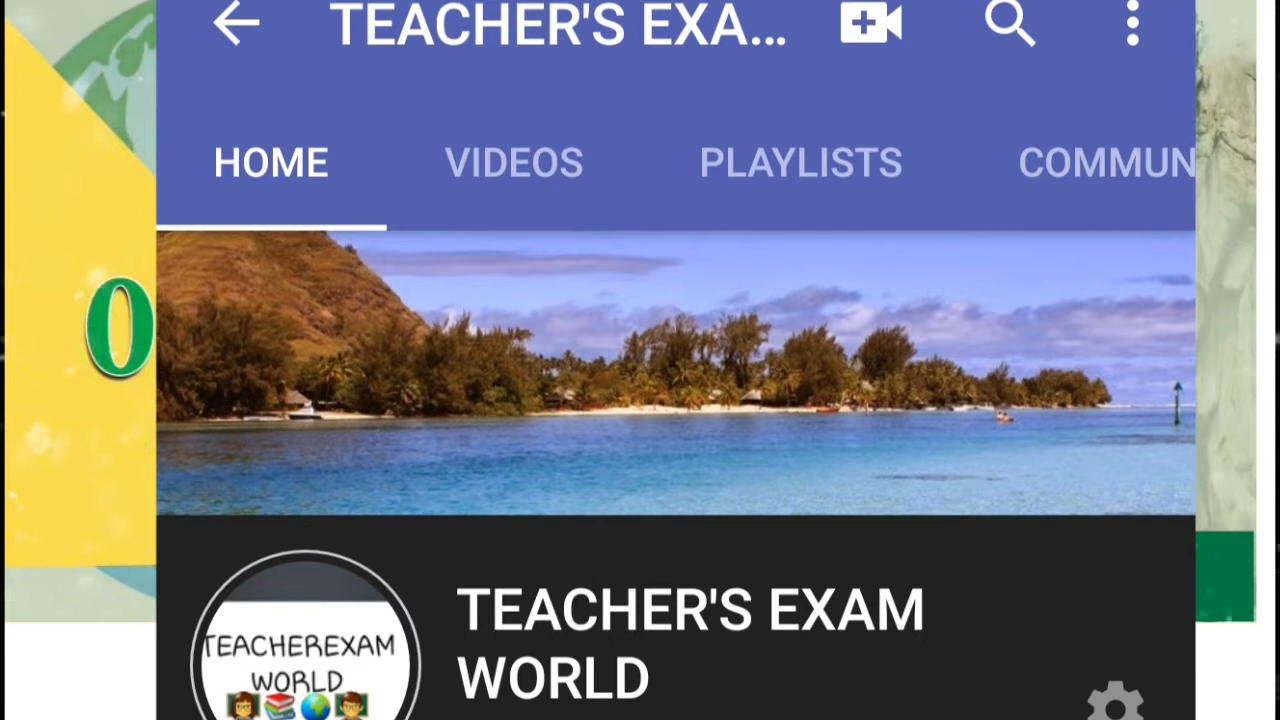 TEACHER'S EXA...
HOME VIDEOS PLAYLISTS COMMUN
0
TEACHER'S EXAM
WORLD
TEACHEREXAM
WORLD